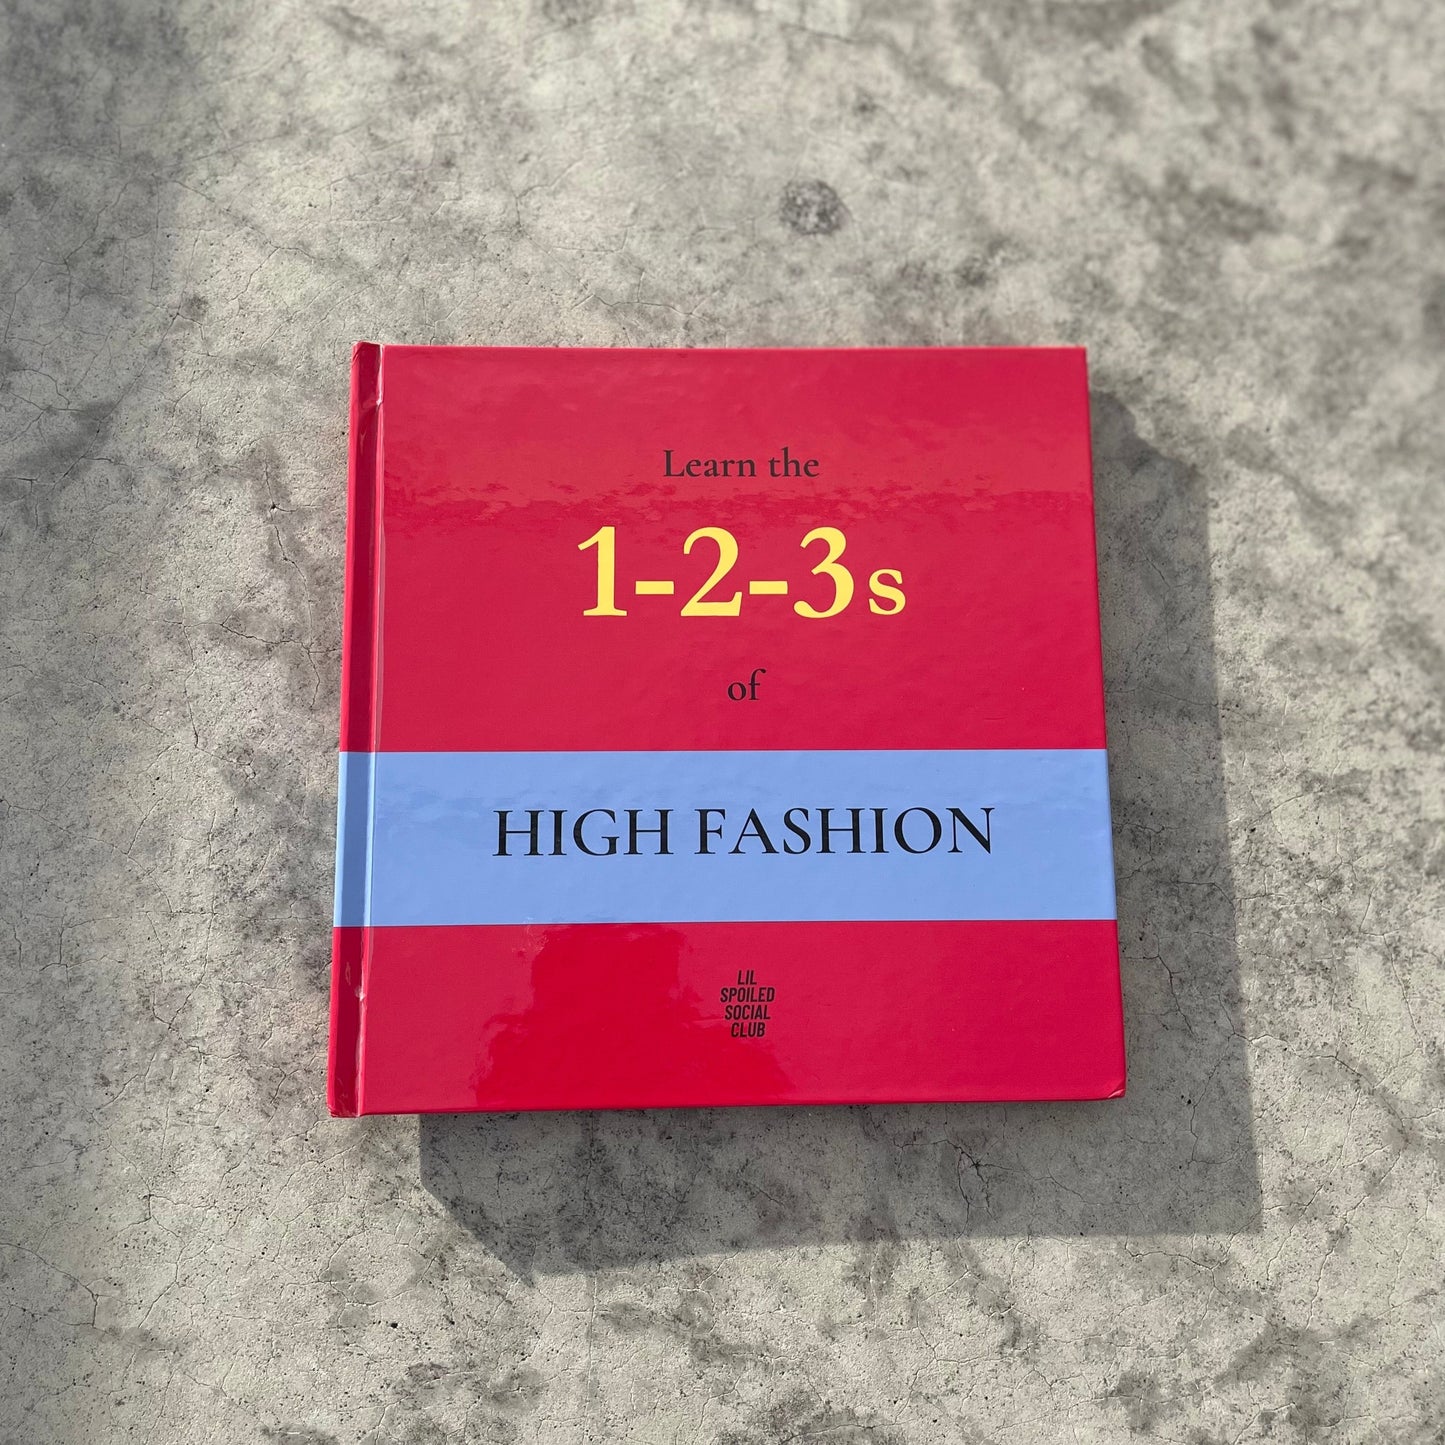 Learn the
1-2-3s
of
HIGH FASHION
LIL
SPOILED
SOCIAL
CLUB